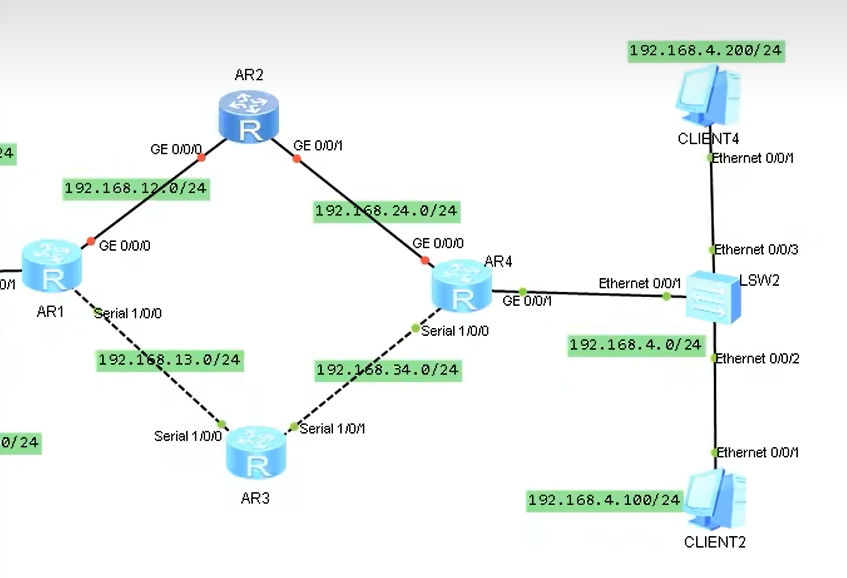 192.168.4.200/24
AR2
CLIENT4
GE 0/0/0
GE 0/0/1
Ethernet 0/0/1
24
192.168.12.0/24
192.168.24.0/24
GE 0/0/0
GE 0/0/0
Ethernet 0/0/3
AR4
0/1
AR1
Ethernet 0/0/1
LSW2
GE 0/0/1
Serial 1/0/0
Serial 1/0/0
192.168.4.0/24
192.168.13.0/24
192.168.34.0/24
Ethernet 0/0/2
Serial 1/0/0
Serial 1/0/1
0/24
Ethernet 0/0/1
R
R
R
R
AR3
192.168.4.100/24
CLIENT2